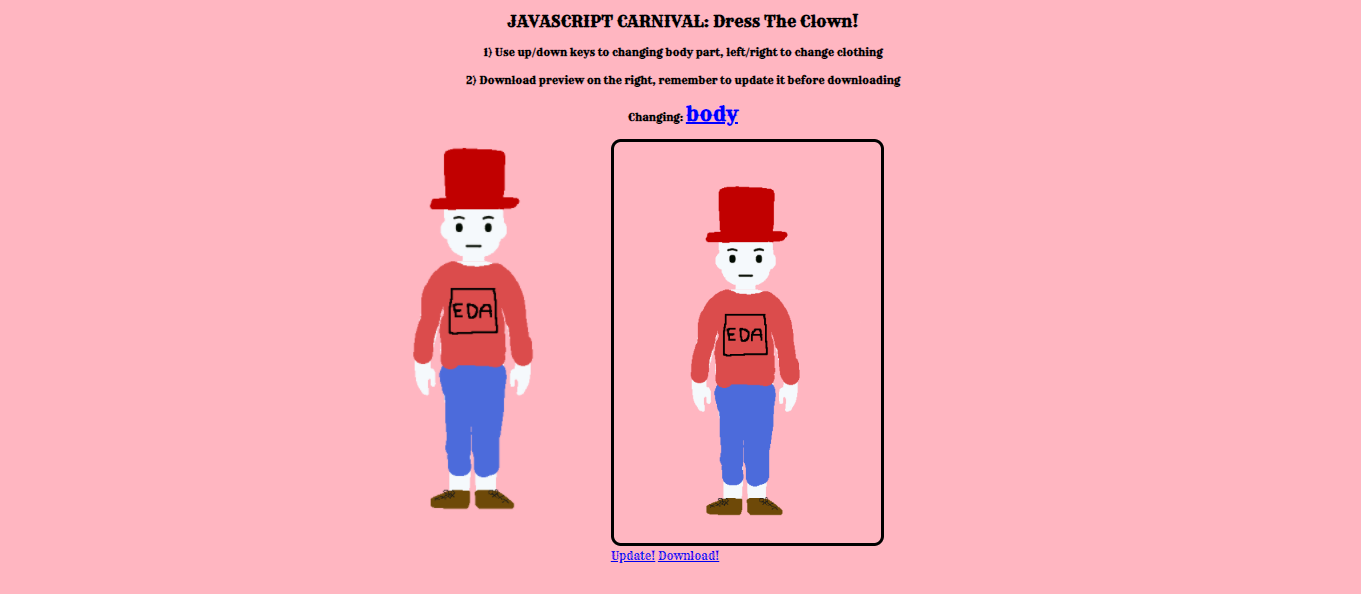 JAVASCRIPT CARNIVAL: Dress The Clown!
1) Use up/down keys to changing body part, left/right to change clothing
2) Download preview on the right, remember to update it before downloading
Changing: body
EDA
EDA
Update! Download!